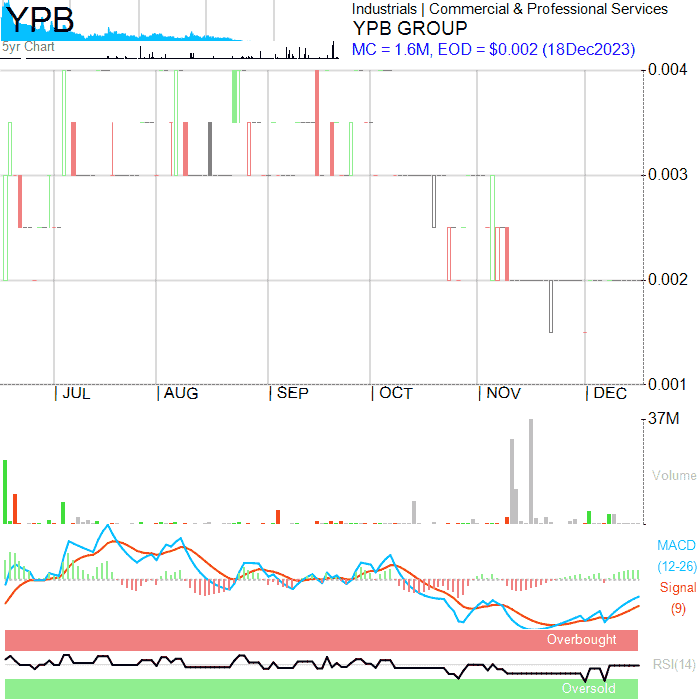 YPB
5yr Chart
Industrials | Commercial & Professional Services
YPB GROUP
MC = 1.6M, EOD = $0.002 (18Dec2023)
0.004
0.003
0.002
0.001
| JUL | AUG | SEP | OCT | NOV | DEC
37M
Volume
MACD
(12-26)
Signal
(9)
Overbought
RSI(14)
Oversold